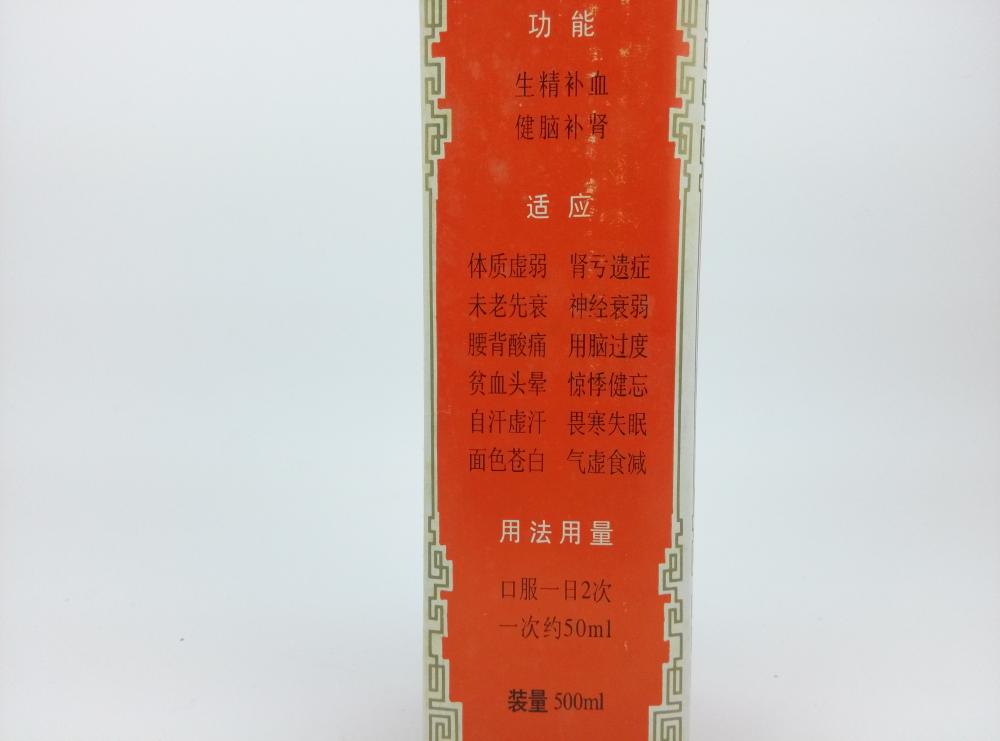 功能
生精补血
健脑补肾
适应
体质虚弱 肾亏遗症
未老先衰 神经衰弱
腰背酸痛 用脑过度
贫血头晕 惊悸健忘
自汗虚汗 畏寒失眠
面色苍白 气虚食减
用法用量
口服一日2次
一次约50ml
装量 500ml